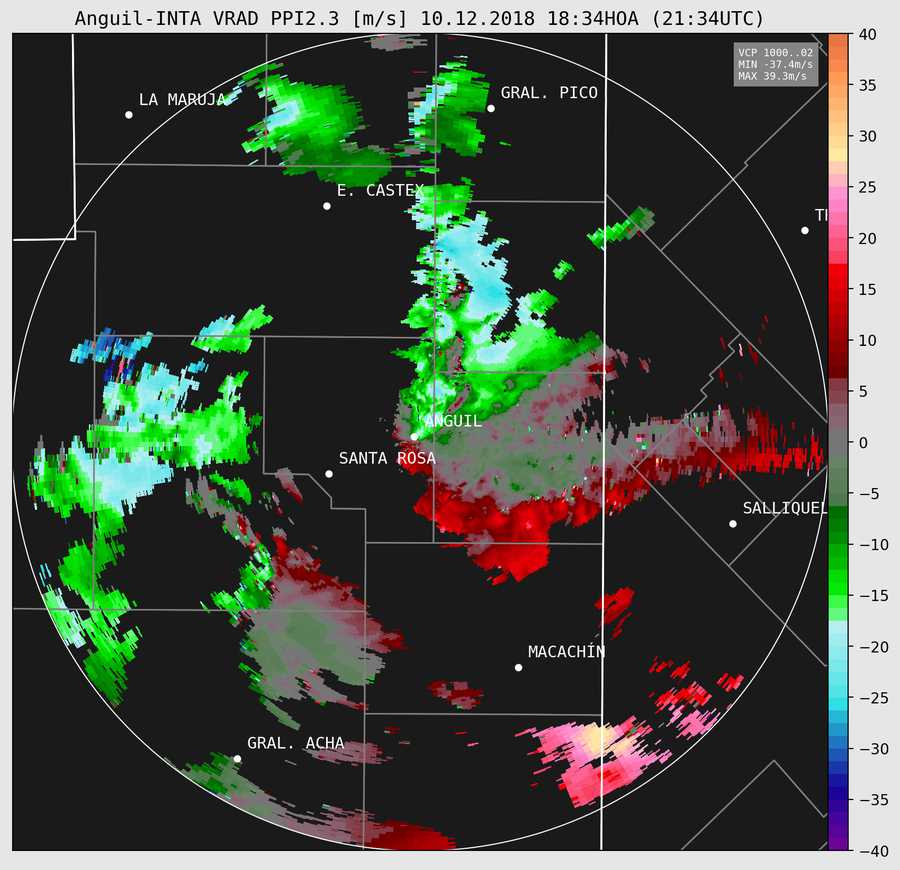 Anguil-INTA VRAD PPI2.3 [m/s] 10.12.2018 18:34HOA (21:34UTC)
VCP 1000..02
MIN -37.4m/s
MAX 39.3m/s
LA MARUJA
GRAL. PICO
E. CASTEX
ANGUIL
SANTA ROSA
SALLIQUEL
MACACHÍN
GRAL. ACHA
40
35
30
25
20
15
10
5
0
−5
−10
−15
−20
−25
−30
−35
−40